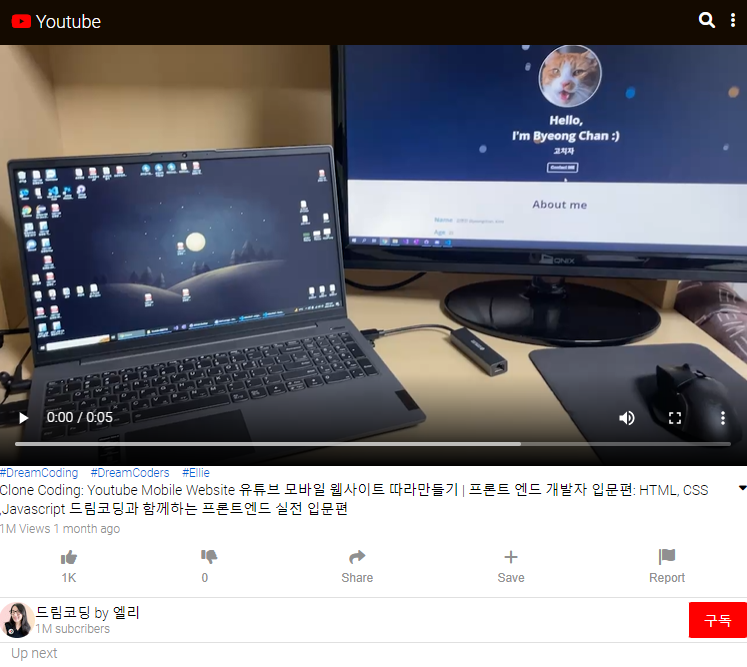 Youtube
Hello,
I'm Byeong Chan :)
고치자
Contact ME
About me
Name
Age
ONIX
0:00 / 0:05
#DreamCoding #DreamCoders #Ellie
Clone Coding: Youtube Mobile Website 유튜브 모바일 웹사이트 따라만들기 | 프론트 엔드 개발자 입문편: HTML, CSS
,Javascript 드림코딩과 함께하는 프론트엔드 실전 입문편
1M Views 1 month ago
1K
0
Share
Save
Report
드림코딩 by 엘리
1M subcribers
구독
Up next